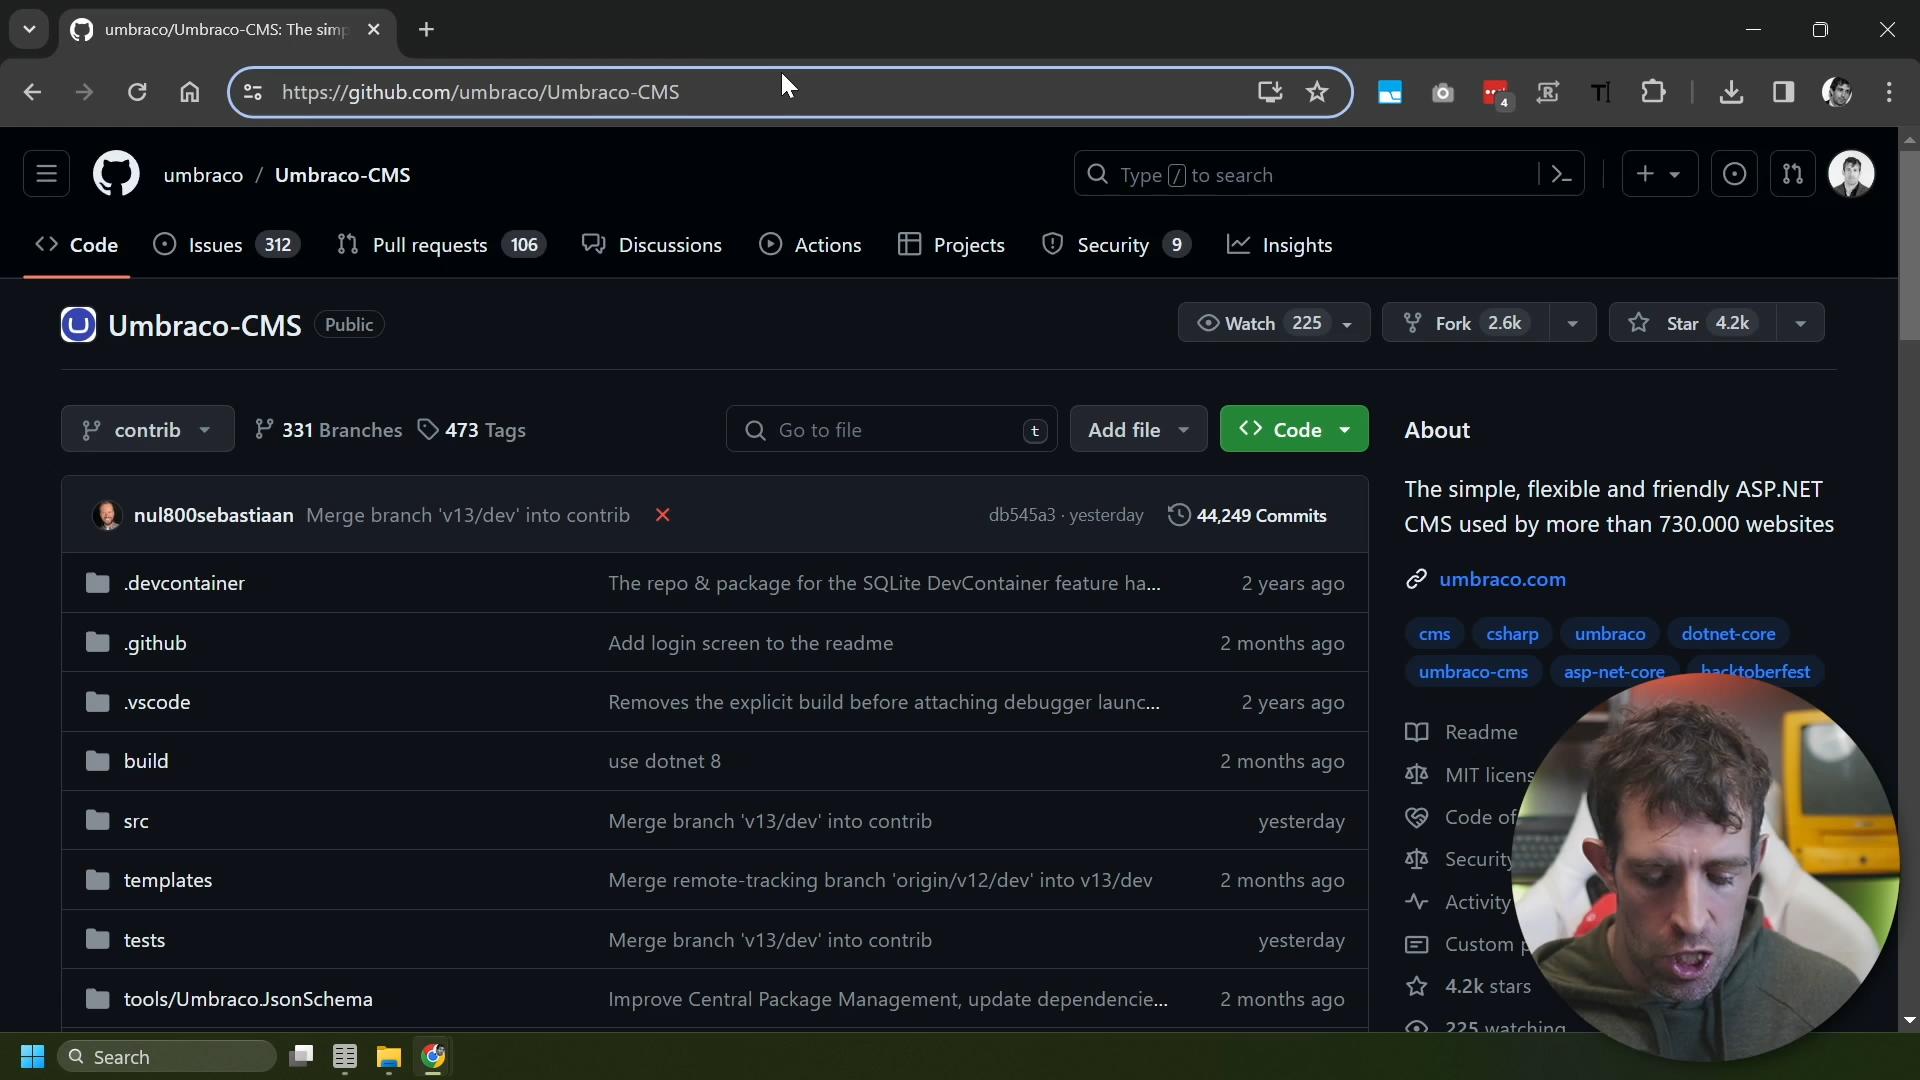 umbraco/Umbraco-CMS: The simp
https://github.com/umbraco/Umbraco-CMS
4
umbraco / Umbraco-CMS
Type / to search
Code
Issues 312
Pull requests 106
Discussions
Actions
Projects
Security 9
Insights
Umbraco-CMS Public
Watch 225
Fork 2.6k
Star 4.2k
contrib
331 Branches
473 Tags
Go to file t
Add file
Code
nul800sebastiaan Merge branch 'v13/dev' into contrib
db545a3 · yesterday
44,249 Commits
.devcontainer The repo & package for the SQLite DevContainer feature ha... 2 years ago
.github Add login screen to the readme 2 months ago
.vscode Removes the explicit build before attaching debugger launc... 2 years ago
build use dotnet 8 2 months ago
src Merge branch 'v13/dev' into contrib yesterday
templates Merge remote-tracking branch 'origin/v12/dev' into v13/dev 2 months ago
tests Merge branch 'v13/dev' into contrib yesterday
tools/Umbraco.JsonSchema Improve Central Package Management, update dependencie... 2 months ago
About
The simple, flexible and friendly ASP.NET
CMS used by more than 730.000 websites
umbraco.com
cms csharp umbraco dotnet-core
umbraco-cms asp-net-core hacktoberfest
Readme
MIT licens
Code of
Security
Activity
Custom p
4.2k stars
225 watching
Search